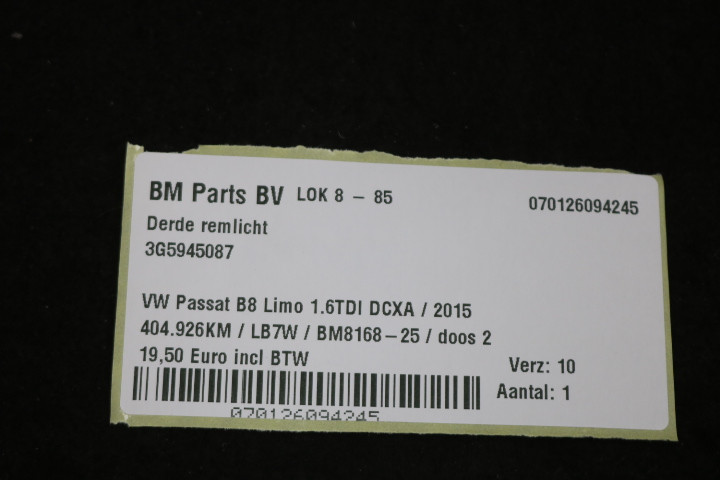 BM Parts BV LOK 8 - 85 070126094245
Derde remlicht
3G5945087
VW Passat B8 Limo 1.6TDI DCXA / 2015
404.926KM / LB7W / BM8168-25 / doos 2
19,50 Euro incl BTW
Verz: 10
Aantal: 1
070126094245